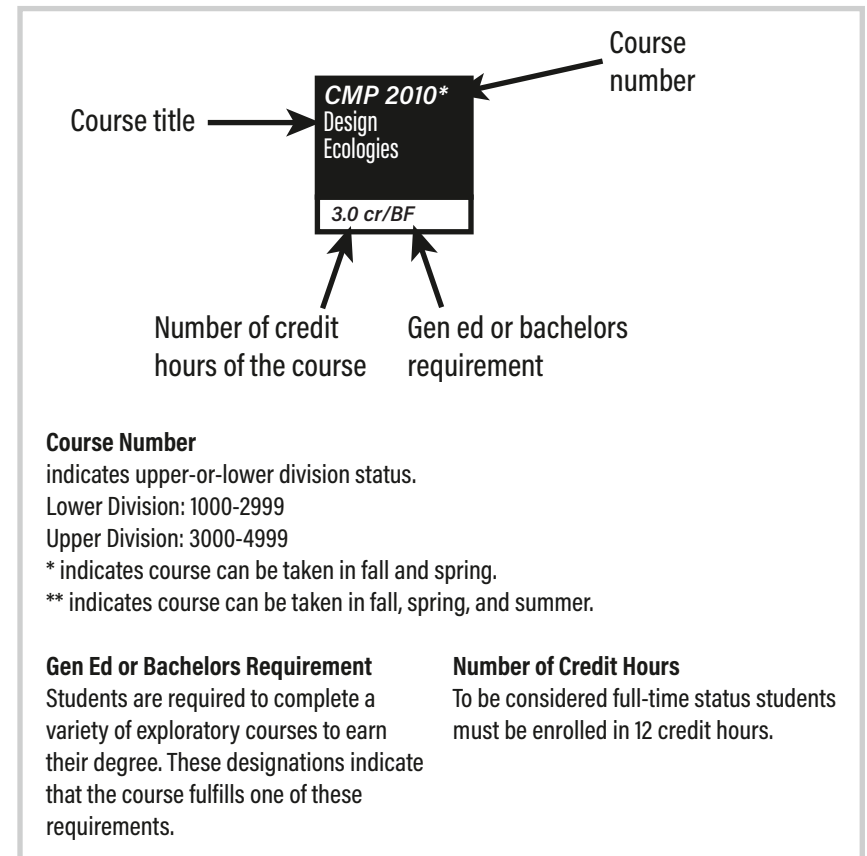 Course
number
CMP 2010*
Course title
Design
Ecologies
3.0 cr/BF
Number of credit
hours of the course
Gen ed or bachelors
requirement
Course Number
indicates upper-or-lower division status.
Lower Division: 1000-2999
Upper Division: 3000-4999
* indicates course can be taken in fall and spring.
** indicates course can be taken in fall, spring, and summer.
Gen Ed or Bachelors Requirement
Students are required to complete a
variety of exploratory courses to earn
their degree. These designations indicate
that the course fulfills one of these
requirements.
Number of Credit Hours
To be considered full-time status students
must be enrolled in 12 credit hours.